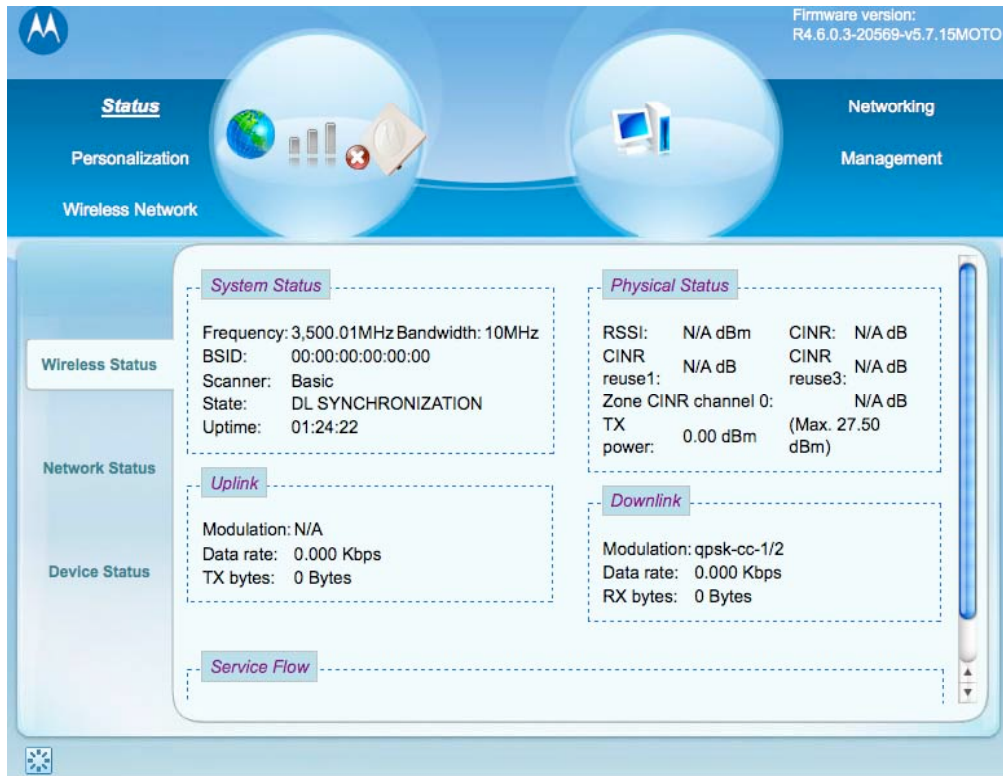 Firmware version:
R4.6.0.3-20569-v5.7.15MOTO
Status
Personalization
Wireless Network
Networking
Management
Wireless Status
Network Status
Device Status
System Status
Frequency: 3,500.01MHz Bandwidth: 10MHz
BSID: 00:00:00:00:00:00
Scanner: Basic
State: DL SYNCHRONIZATION
Uptime: 01:24:22
Physical Status
RSSI: N/A dBm CINR: N/A dB
CINR reuse1: N/A dB CINR reuse3: N/A dB
Zone CINR channel 0: N/A dB
TX power: 0.00 dBm (Max. 27.50 dBm)
Uplink
Modulation: N/A
Data rate: 0.000 Kbps
TX bytes: 0 Bytes
Downlink
Modulation: qpsk-cc-1/2
Data rate: 0.000 Kbps
RX bytes: 0 Bytes
Service Flow